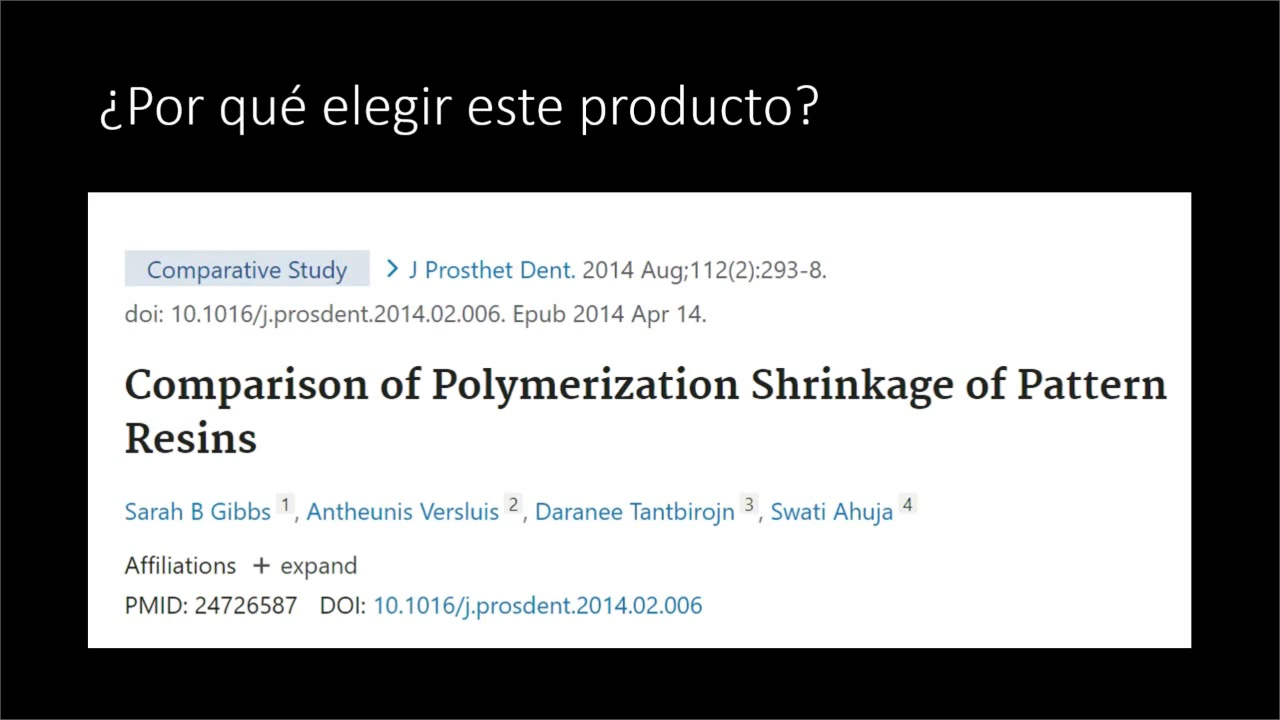 ¿Por qué elegir este producto?
Comparative Study > J Prosthet Dent. 2014 Aug;112(2):293-8.
doi: 10.1016/j.prosdent.2014.02.006. Epub 2014 Apr 14.
Comparison of Polymerization Shrinkage of Pattern
Resins
Sarah B Gibbs 1, Antheunis Versluis 2, Daranee Tantbirojn 3, Swati Ahuja 4
Affiliations + expand
PMID: 24726587 DOI: 10.1016/j.prosdent.2014.02.006